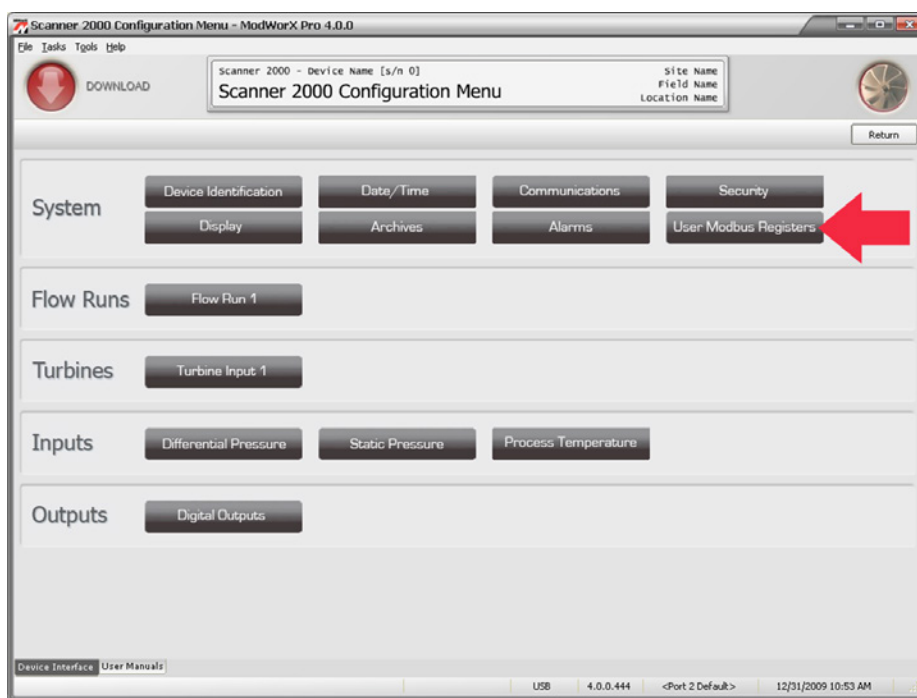 Scanner 2000 Configuration Menu - ModWorX Pro 4.0.0
File Tasks Tools Help
DOWNLOAD
Scanner 2000 - Device Name [s/n 0]
Scanner 2000 Configuration Menu
Site Name
Field Name
Location Name
Return
System
Device Identification Date/Time Communications Security
Display Archives Alarms User Modbus Registers
Flow Runs Flow Run 1
Turbines Turbine Input 1
Inputs Differential Pressure Static Pressure Process Temperature
Outputs Digital Outputs
Device Interface User Manuals
USB 4.0.0.444 <Port 2 Default> 12/31/2009 10:53 AM